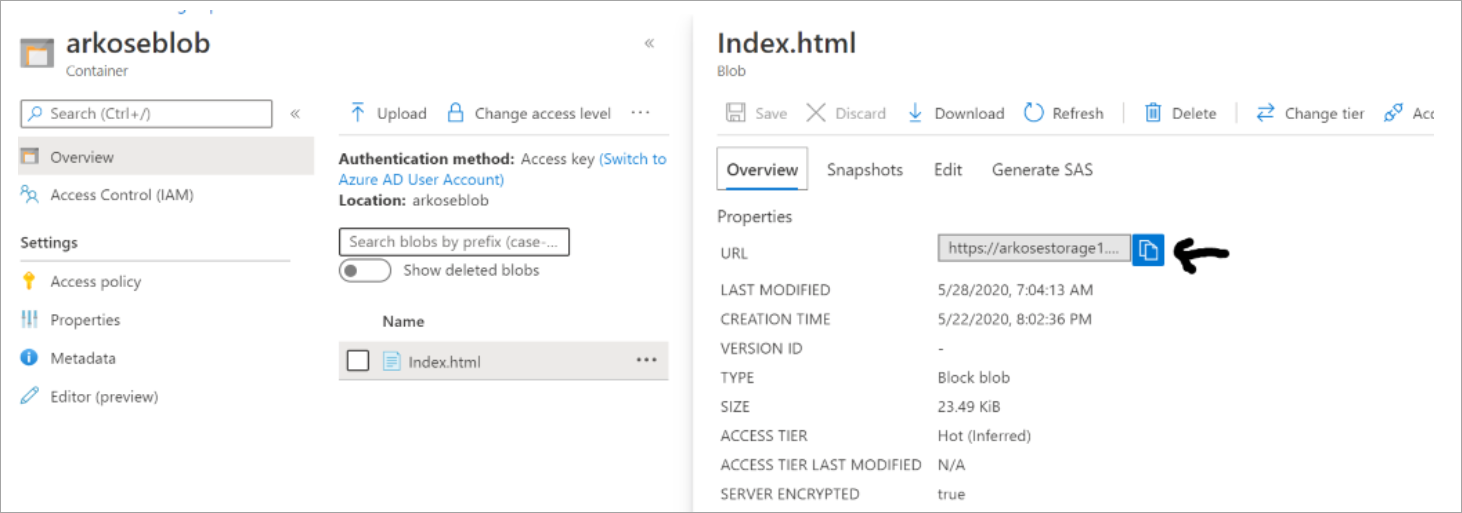 arkoseblob
Container
«
Search (Ctrl+/)
«
Overview
Access Control (IAM)
Settings
Access policy
Properties
Metadata
Editor (preview)
Upload
Change access level
...
Authentication method: Access key (Switch to
Azure AD User Account)
Location: arkoseblob
Search blobs by prefix (case-...
Show deleted blobs
Name
Index.html
...
Index.html
Blob
Save
Discard
Download
Refresh
Delete
Change tier
Acc
Overview
Snapshots
Edit
Generate SAS
Properties
URL https://arkosestorage1....
LAST MODIFIED 5/28/2020, 7:04:13 AM
CREATION TIME 5/22/2020, 8:02:36 PM
VERSION ID -
TYPE Block blob
SIZE 23.49 KiB
ACCESS TIER Hot (Inferred)
ACCESS TIER LAST MODIFIED N/A
SERVER ENCRYPTED true